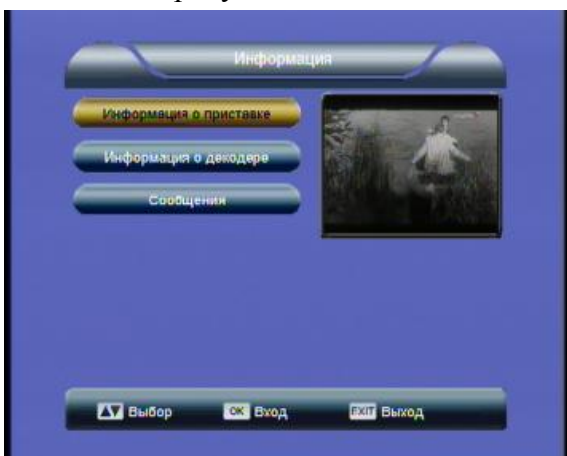 Информация
Информация о приставке
Информация о декодере
Сообщения
Выбор OK Вход EXIT Выход